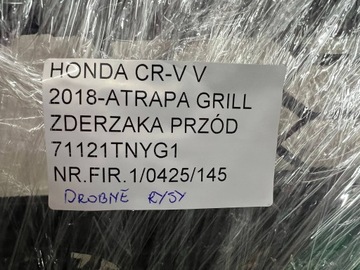 HONDA CR-V V
2018-ATRAPA GRILL
ZDERZAKA PRZÓD
71121TNYG1
NR.FIR.1/0425/145
DROBNE RYSY